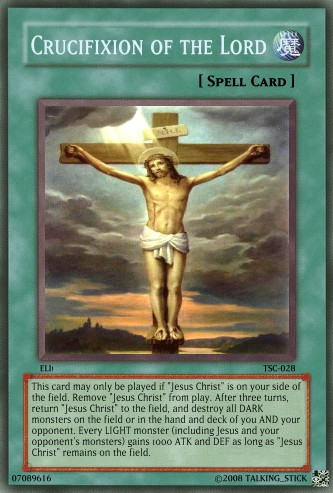 CRUCIFIXION OF THE LORD 魔
[ SPELL CARD ]
TSC-028
This card may only be played if "Jesus Christ" is on your side of
the field. Remove "Jesus Christ" from play. After three turns,
return "Jesus Christ" to the field, and destroy all DARK
monsters on the field or in the hand and deck of you AND your
opponent. Every LIGHT monster (including Jesus and your
opponent's monsters) gains 1000 ATK and DEF as long as "Jesus
Christ" remains on the field.
07089616
©2008 TALKING_STICK